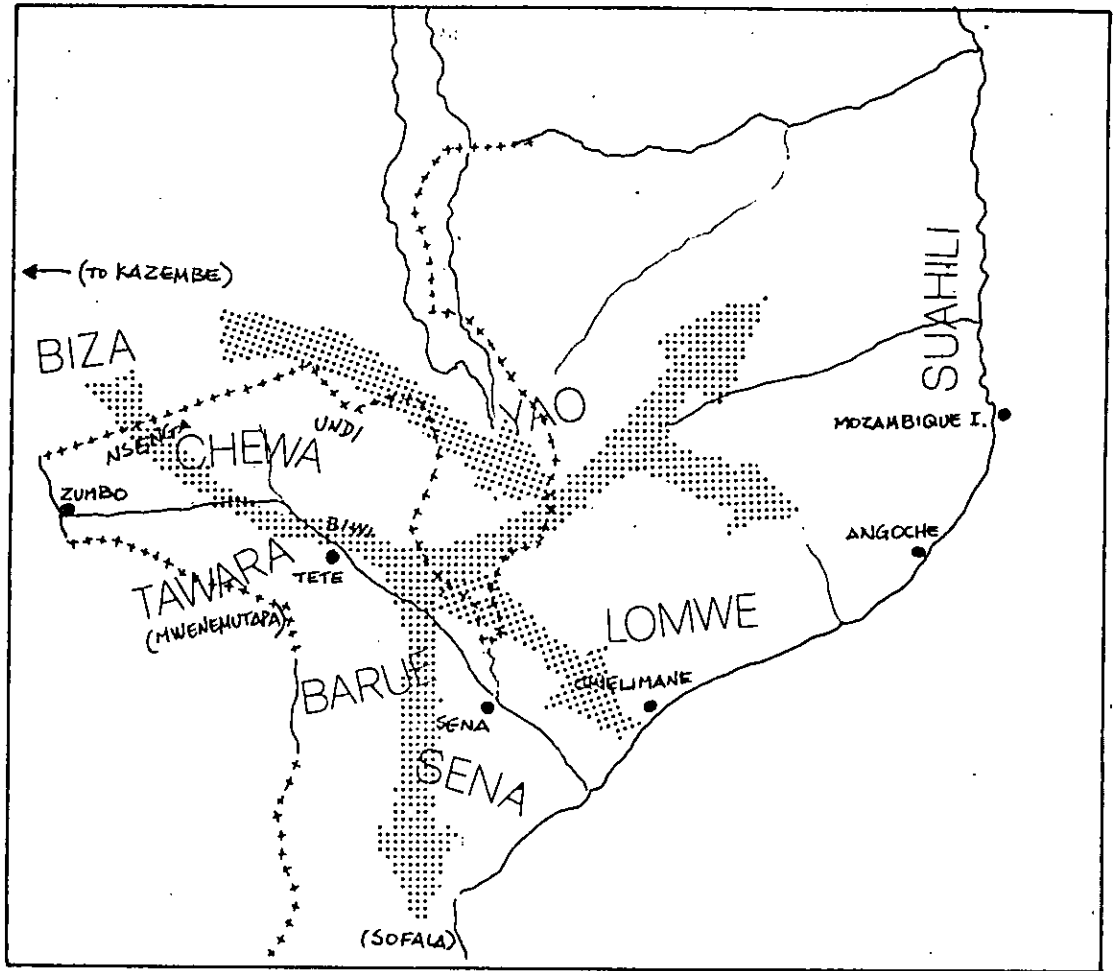 (TO KAZEMBE)
BIZA
SUAHILI
YAO
MOZAMBIQUE I.
UNDI
NSENGA
CHEWA
ZUMBO
BIWI
ANGOCHE
TETE
TAWARA
(MWENEMUTAPA)
LOMWE
BARUE
CHIELIMANE
SENA
SENA
(SOFALA)